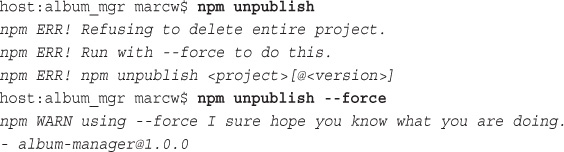 host:album_mgr marcw$ npm unpublish
npm ERR! Refusing to delete entire project.
npm ERR! Run with --force to do this.
npm ERR! npm unpublish <project>[@<version>]
host:album_mgr marcw$ npm unpublish --force
npm WARN using --force I sure hope you know what you are doing.
- album-manager@1.0.0